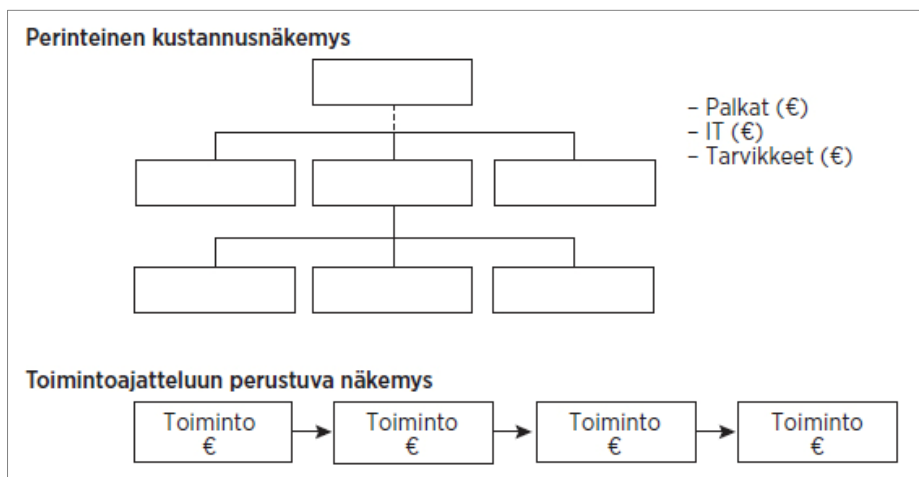 Perinteinen kustannusnäkemys
– Palkat (€)
– IT (€)
– Tarvikkeet (€)
Toimintoajatteluun perustuva näkemys
Toiminto
€
Toiminto
€
Toiminto
€
Toiminto
€